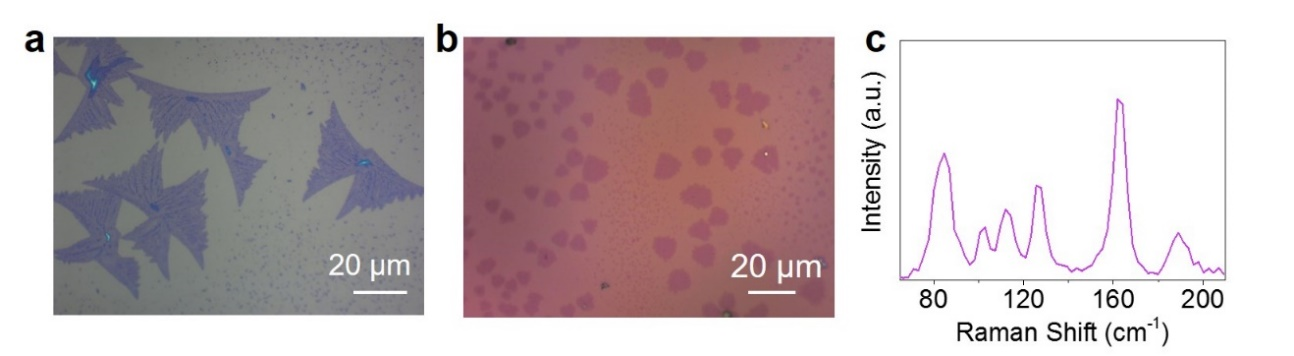 a
20 μm
b
20 μm
c
Intensity (a.u.)
80 120 160 200
Raman Shift (cm⁻¹)